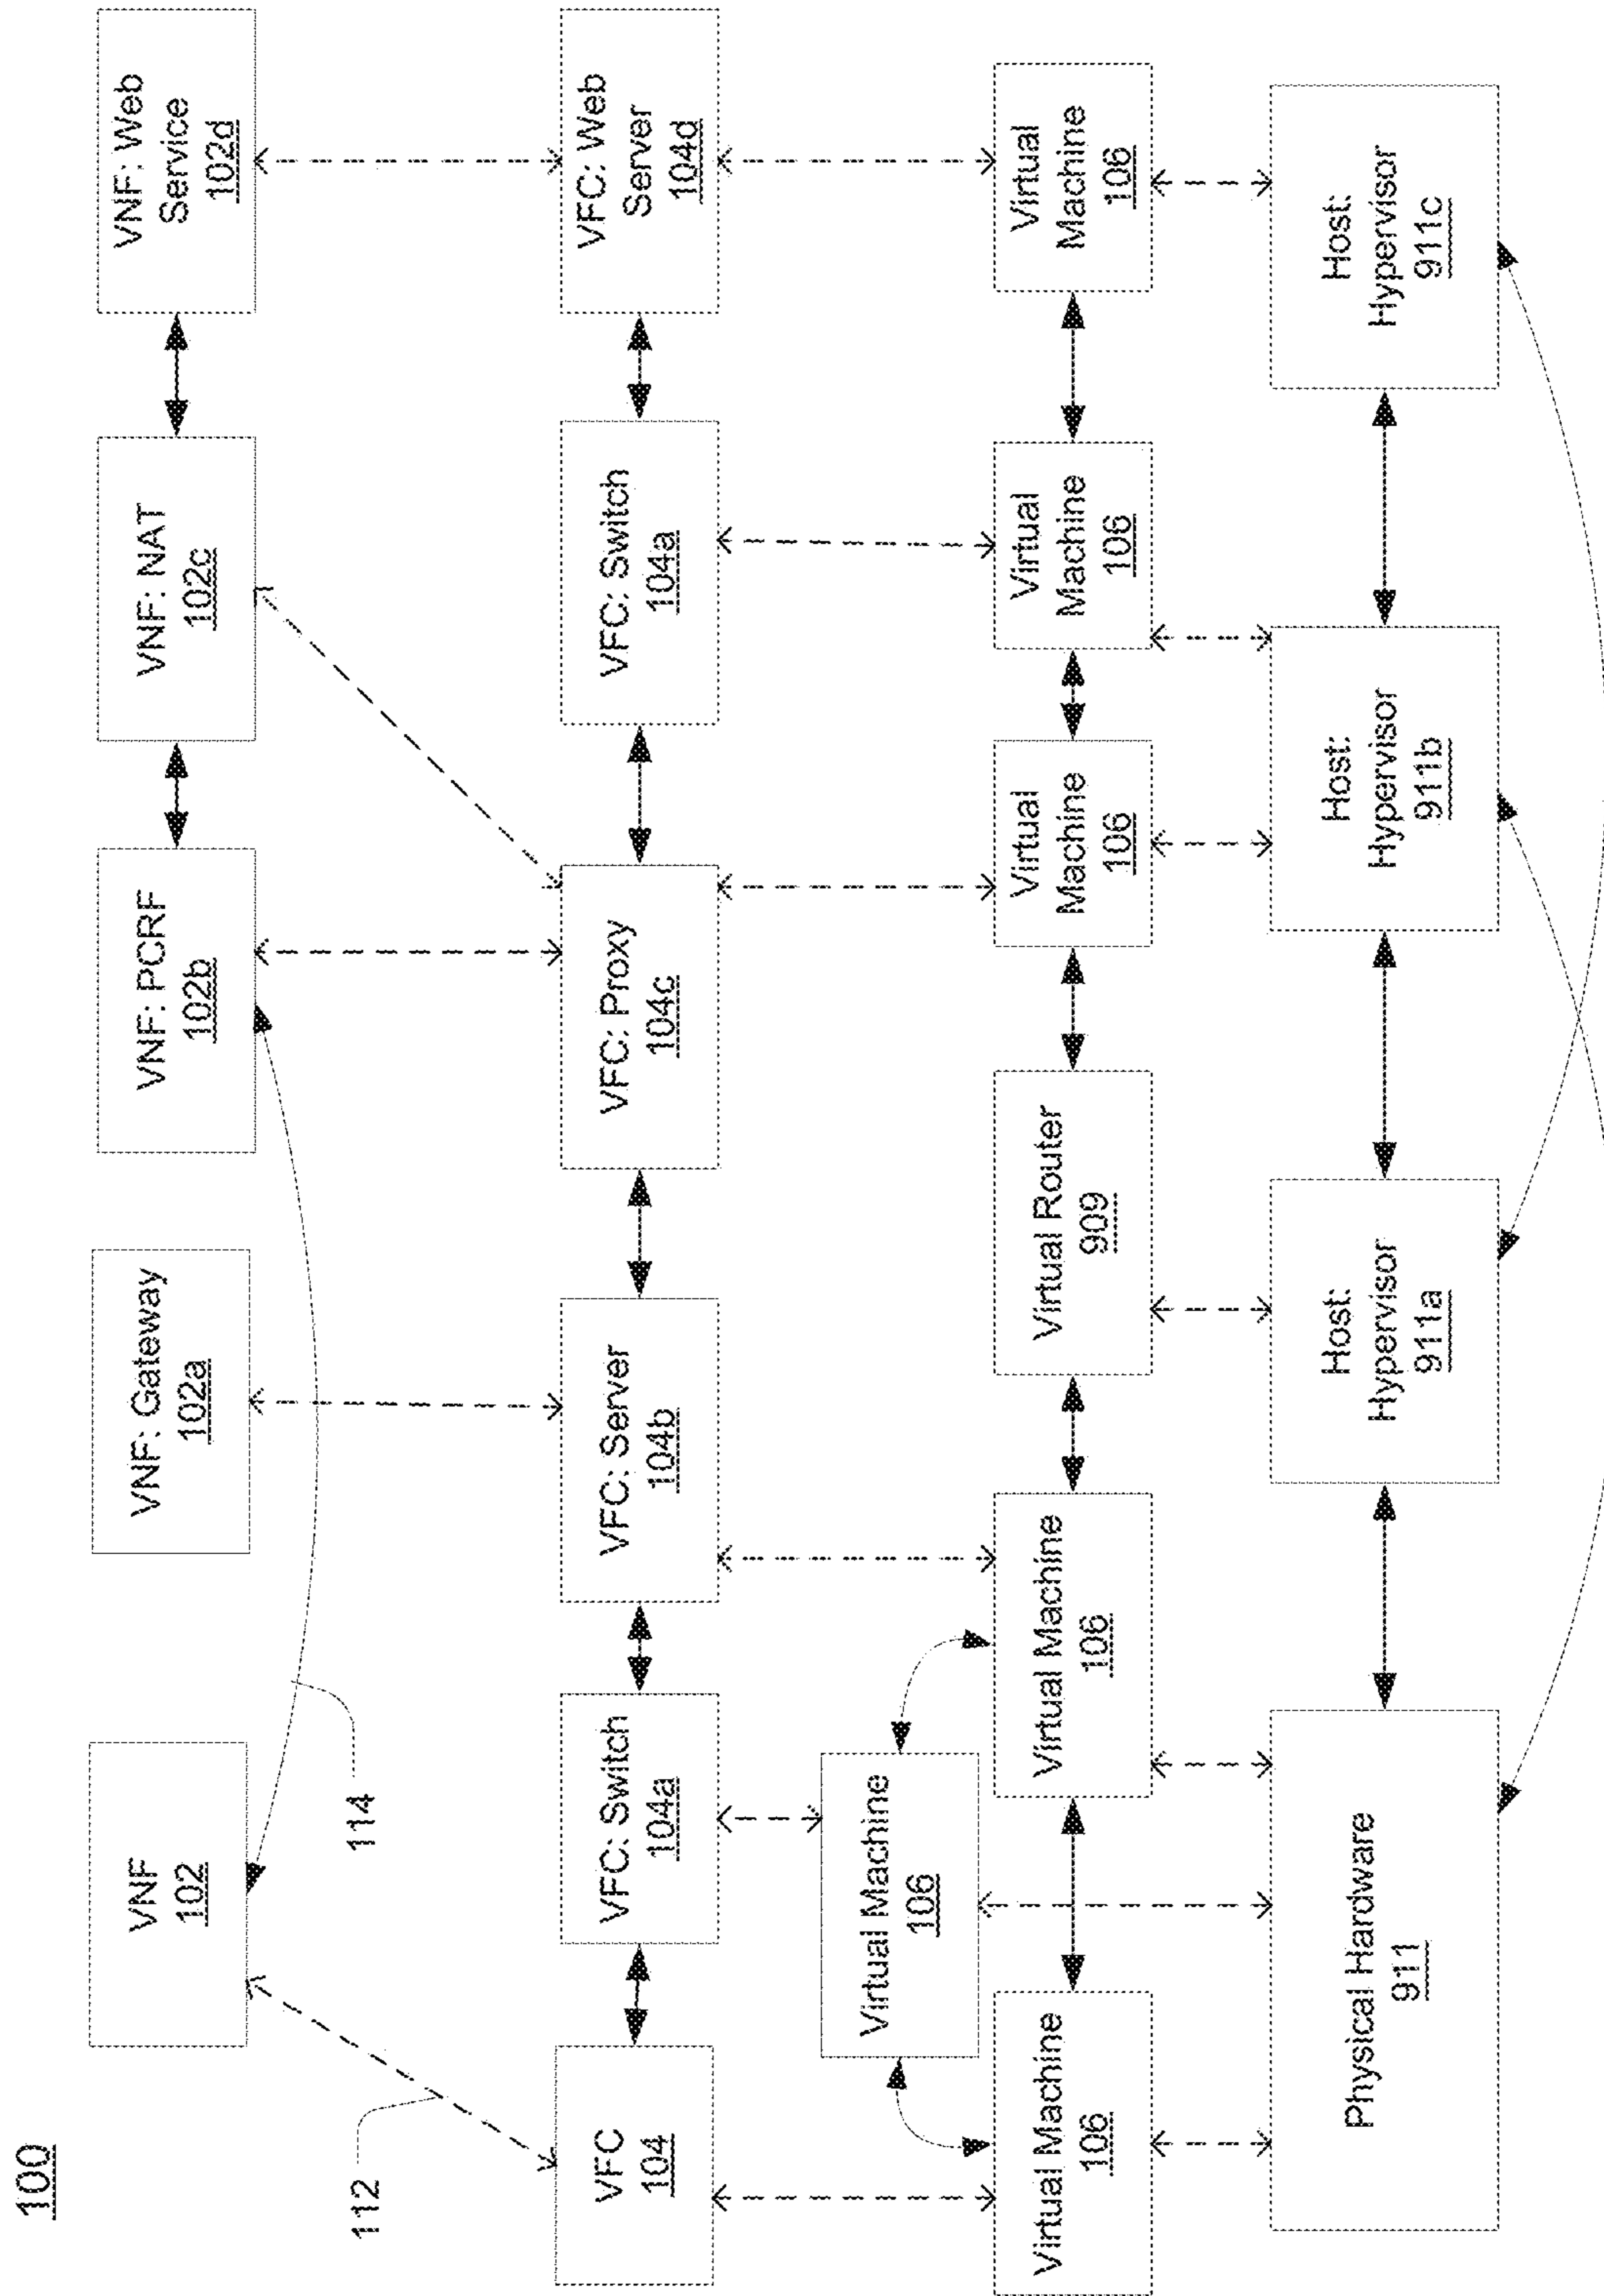 100
VNF
102
VNF: Gateway
102a
VNF: PCRF
102b
VNF: NAT
102c
VNF: Web
Service
102d
114
112
VFC
104
VFC: Switch
104a
VFC: Server
104b
VFC: Proxy
104c
VFC: Switch
104a
VFC: Web
Server
104d
Virtual Machine
106
Virtual Machine
106
Virtual Machine
106
Virtual Router
909
Virtual
Machine
106
Virtual
Machine
106
Virtual
Machine
106
Physical Hardware
911
Host:
Hypervisor
911a
Host:
Hypervisor
911b
Host:
Hypervisor
911c